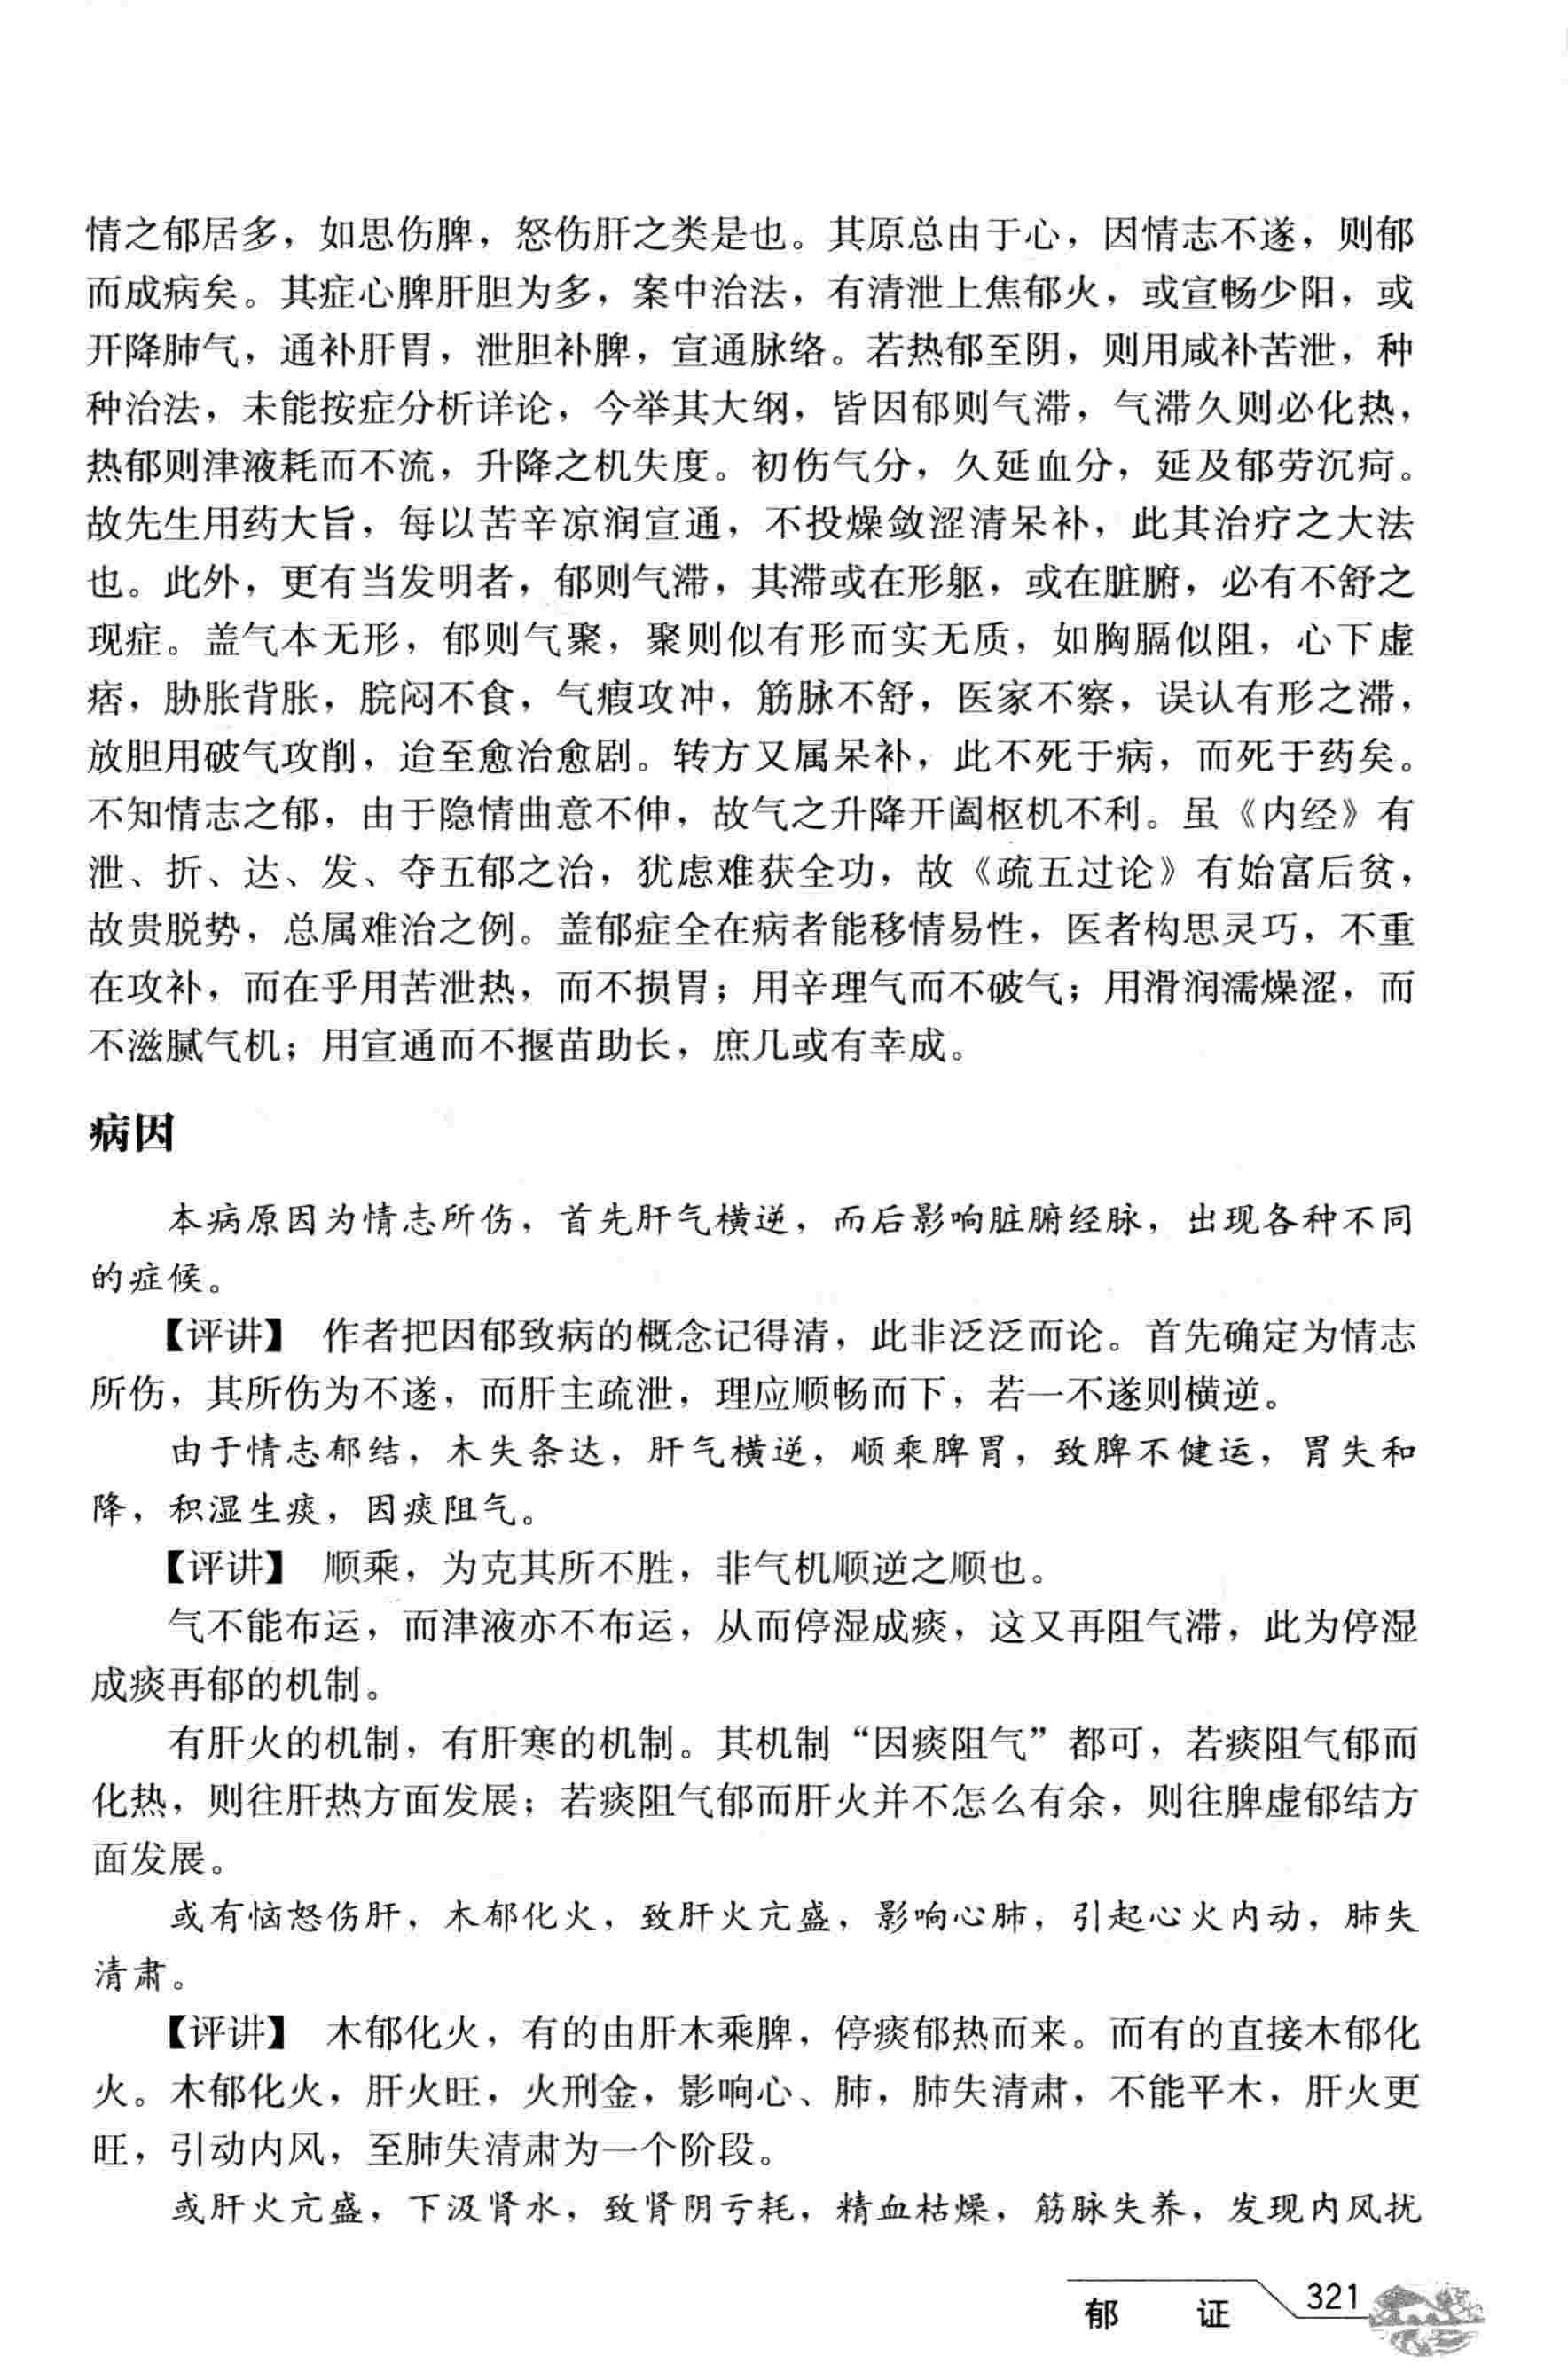 情之郁居多，如思伤脾，怒伤肝之类是也。其原总由于心，因情志不遂，则郁
而成病矣。其症心脾肝胆为多，案中治法，有清泄上焦郁火，或宣畅少阳，或
开降肺气，通补肝胃，泄胆补脾，宣通脉络。若热郁至阴，则用咸补苦泄，种
种治法，未能按症分析详论，今举其大纲，皆因郁则气滞，气滞久则必化热，
热郁则津液耗而不流，升降之机失度。初伤气分，久延血分，延及郁劳沉疴。
故先生用药大旨，每以苦辛凉润宣通，不投燥敛涩清呆补，此其治疗之大法
也。此外，更有当发明者，郁则气滞，其滞或在形躯，或在脏腑，必有不舒之
现症。盖气本无形，郁则气聚，聚则似有形而实无质，如胸膈似阻，心下虚
痞，胁胀背胀，脘闷不食，气瘕攻冲，筋脉不舒，医家不察，误认有形之滞，
放胆用破气攻削，迨至愈治愈剧。转方又属呆补，此不死于病，而死于药矣。
不知情志之郁，由于隐情曲意不伸，故气之升降开阖枢机不利。虽《内经》有
泄、折、达、发、夺五郁之治，犹虑难获全功，故《疏五过论》有始富后贫，
故贵脱势，总属难治之例。盖郁症全在病者能移情易性，医者构思灵巧，不重
在攻补，而在乎用苦泄热，而不损胃；用辛理气而不破气；用滑润濡燥涩，而
不滋腻气机；用宣通而不揠苗助长，庶几或有幸成。
病因
本病原因为情志所伤，首先肝气横逆，而后影响脏腑经脉，出现各种不同
的症候。
【评讲】 作者把因郁致病的概念记得清，此非泛泛而论。首先确定为情志
所伤，其所伤为不遂，而肝主疏泄，理应顺畅而下，若一不遂则横逆。
由于情志郁结，木失条达，肝气横逆，顺乘脾胃，致脾不健运，胃失和
降，积湿生痰，因痰阻气。
【评讲】 顺乘，为克其所不胜，非气机顺逆之顺也。
气不能布运，而津液亦不布运，从而停湿成痰，这又再阻气滞，此为停湿
成痰再郁的机制。
有肝火的机制，有肝寒的机制。其机制“因痰阻气”都可，若痰阻气郁而
化热，则往肝热方面发展；若痰阻气郁而肝火并不怎么有余，则往脾虚郁结方
面发展。
或有恼怒伤肝，木郁化火，致肝火亢盛，影响心肺，引起心火内动，肺失
清肃。
【评讲】 木郁化火，有的由肝木乘脾，停痰郁热而来。而有的直接木郁化
火。木郁化火，肝火旺，火刑金，影响心、肺，肺失清肃，不能平木，肝火更
旺，引动内风，至肺失清肃为一个阶段。
或肝火亢盛，下汲肾水，致肾阴亏耗，精血枯燥，筋脉失养，发现内风扰
郁 证 321